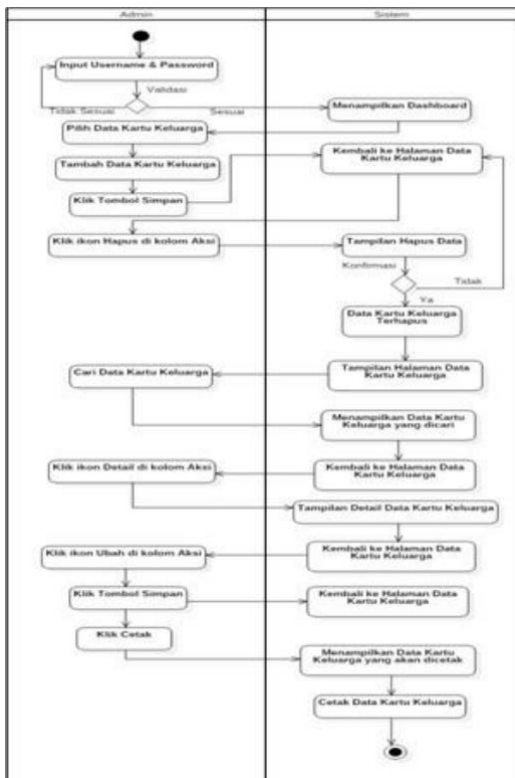 Admin
Sistem
Input Username & Password
Validasi
Tidak Sesuai
Sesuai
Menampilkan Dashboard
Pilih Data Kartu Keluarga
Tambah Data Kartu Keluarga
Kembali ke Halaman Data
Kartu Keluarga
Klik Tombol Simpan
Klik ikon Hapus di kolom Aksi
Tampilan Hapus Data
Konfirmasi
Tidak
Ya
Data Kartu Keluarga
Terhapus
Cari Data Kartu Keluarga
Tampilan Halaman Data
Kartu Keluarga
Menampilkan Data Kartu
Keluarga yang dicari
Klik ikon Detail di kolom Aksi
Kembali ke Halaman Data
Kartu Keluarga
Tampilan Detail Data Kartu Keluarga
Klik ikon Ubah di kolom Aksi
Kembali ke Halaman Data
Kartu Keluarga
Klik Tombol Simpan
Kembali ke Halaman Data
Kartu Keluarga
Klik Cetak
Menampilkan Data Kartu
Keluarga yang akan dicetak
Cetak Data Kartu Keluarga